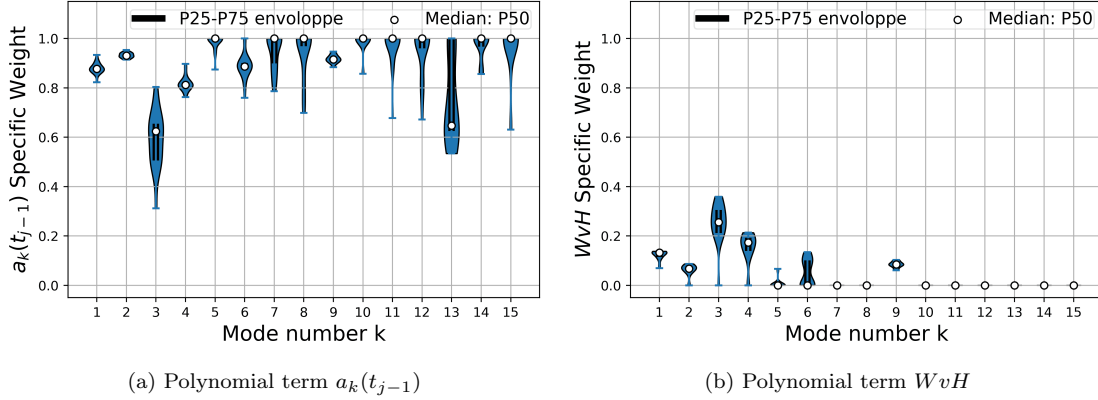 P25-P75 envoloppe Median: P50
1.0
0.8
0.6
0.4
0.2
0.0
a_k(t_{j−1}) Specific Weight
1 2 3 4 5 6 7 8 9 10 11 12 13 14 15
Mode number k
(a) Polynomial term a_k(t_{j−1})
P25-P75 envoloppe Median: P50
1.0
0.8
0.6
0.4
0.2
0.0
WvH Specific Weight
1 2 3 4 5 6 7 8 9 10 11 12 13 14 15
Mode number k
(b) Polynomial term WvH